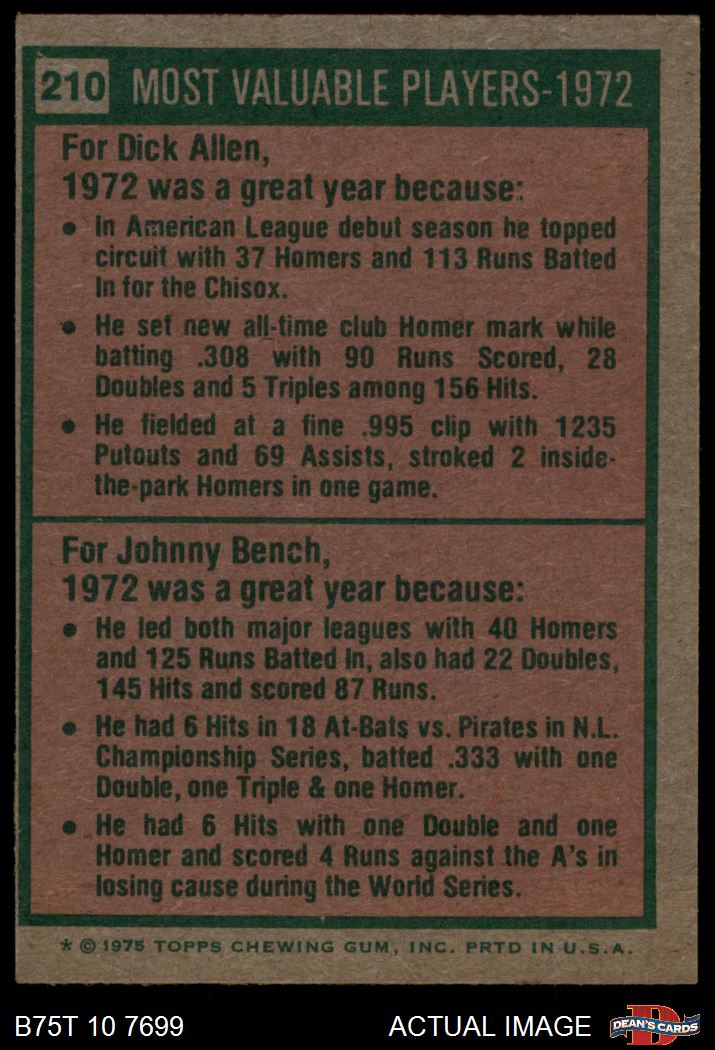 210 MOST VALUABLE PLAYERS-1972
For Dick Allen,
1972 was a great year because:
• In American League debut season he topped
circuit with 37 Homers and 113 Runs Batted
In for the Chisox.
• He set new all-time club Homer mark while
batting .308 with 90 Runs Scored, 28
Doubles and 5 Triples among 156 Hits.
• He fielded at a fine .995 clip with 1235
Putouts and 69 Assists, stroked 2 inside-
the-park Homers in one game.
For Johnny Bench,
1972 was a great year because:
• He led both major leagues with 40 Homers
and 125 Runs Batted In, also had 22 Doubles,
145 Hits and scored 87 Runs.
• He had 6 Hits in 18 At-Bats vs. Pirates in N.L.
Championship Series, batted .333 with one
Double, one Triple & one Homer.
• He had 6 Hits with one Double and one
Homer and scored 4 Runs against the A's in
losing cause during the World Series.
* © 1975 TOPPS CHEWING GUM, INC. PRTD IN U.S.A.
B75T 10 7699 ACTUAL IMAGE D DEAN'S CARDS